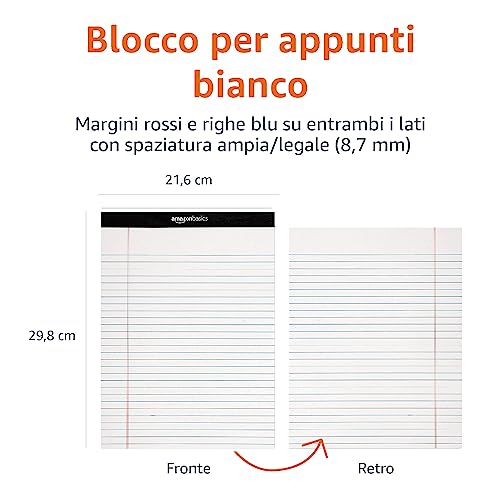 Blocco per appunti
bianco
Margini rossi e righe blu su entrambi i lati
con spaziatura ampia/legale (8,7 mm)
21,6 cm
amazonbasics
29,8 cm
Fronte
Retro